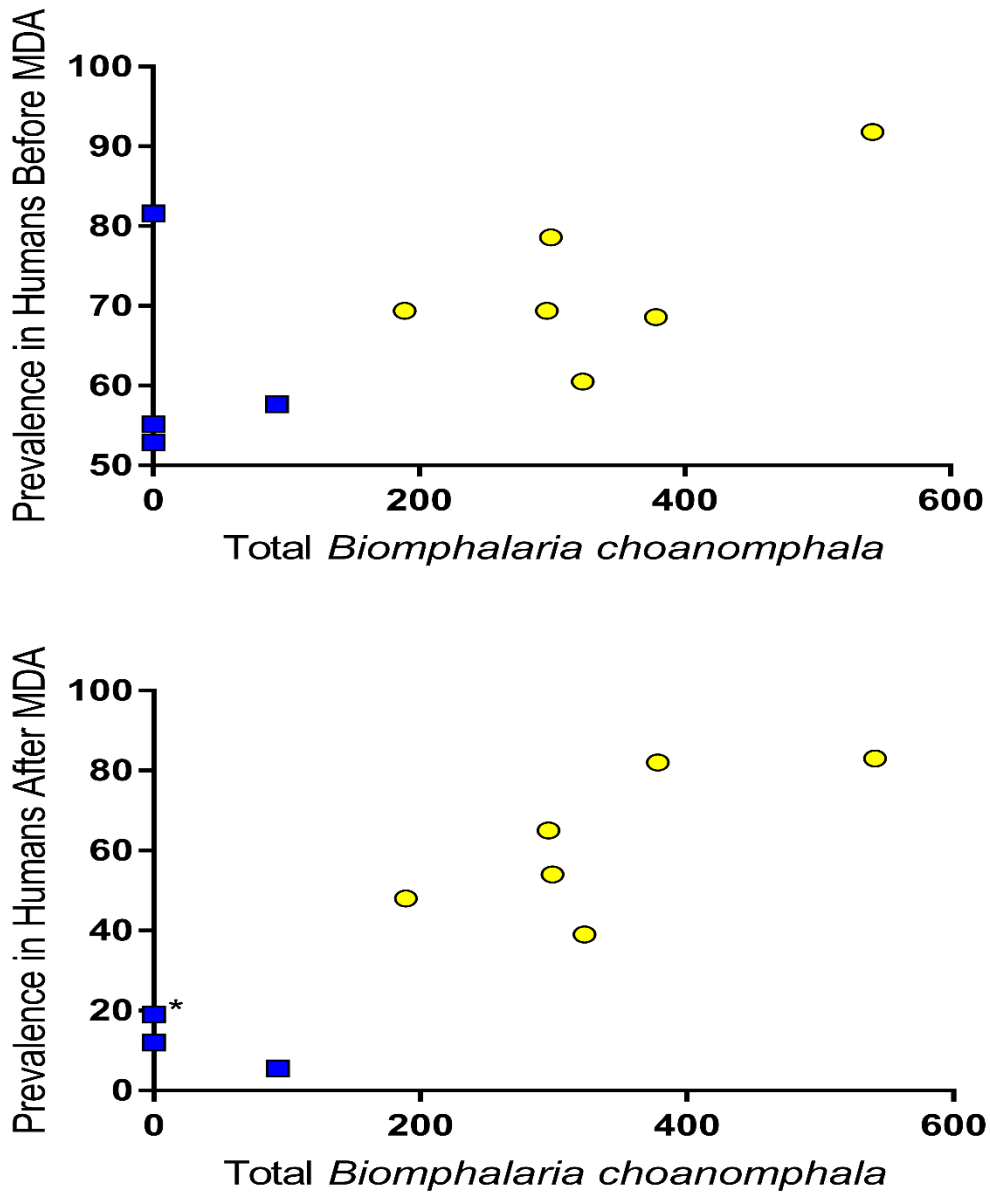 Prevalence in Humans Before MDA
100
90
80
70
60
50
0 200 400 600
Total Biomphalaria choanomphala
Prevalence in Humans After MDA
100
80
60
40
20
0
*
0 200 400 600
Total Biomphalaria choanomphala